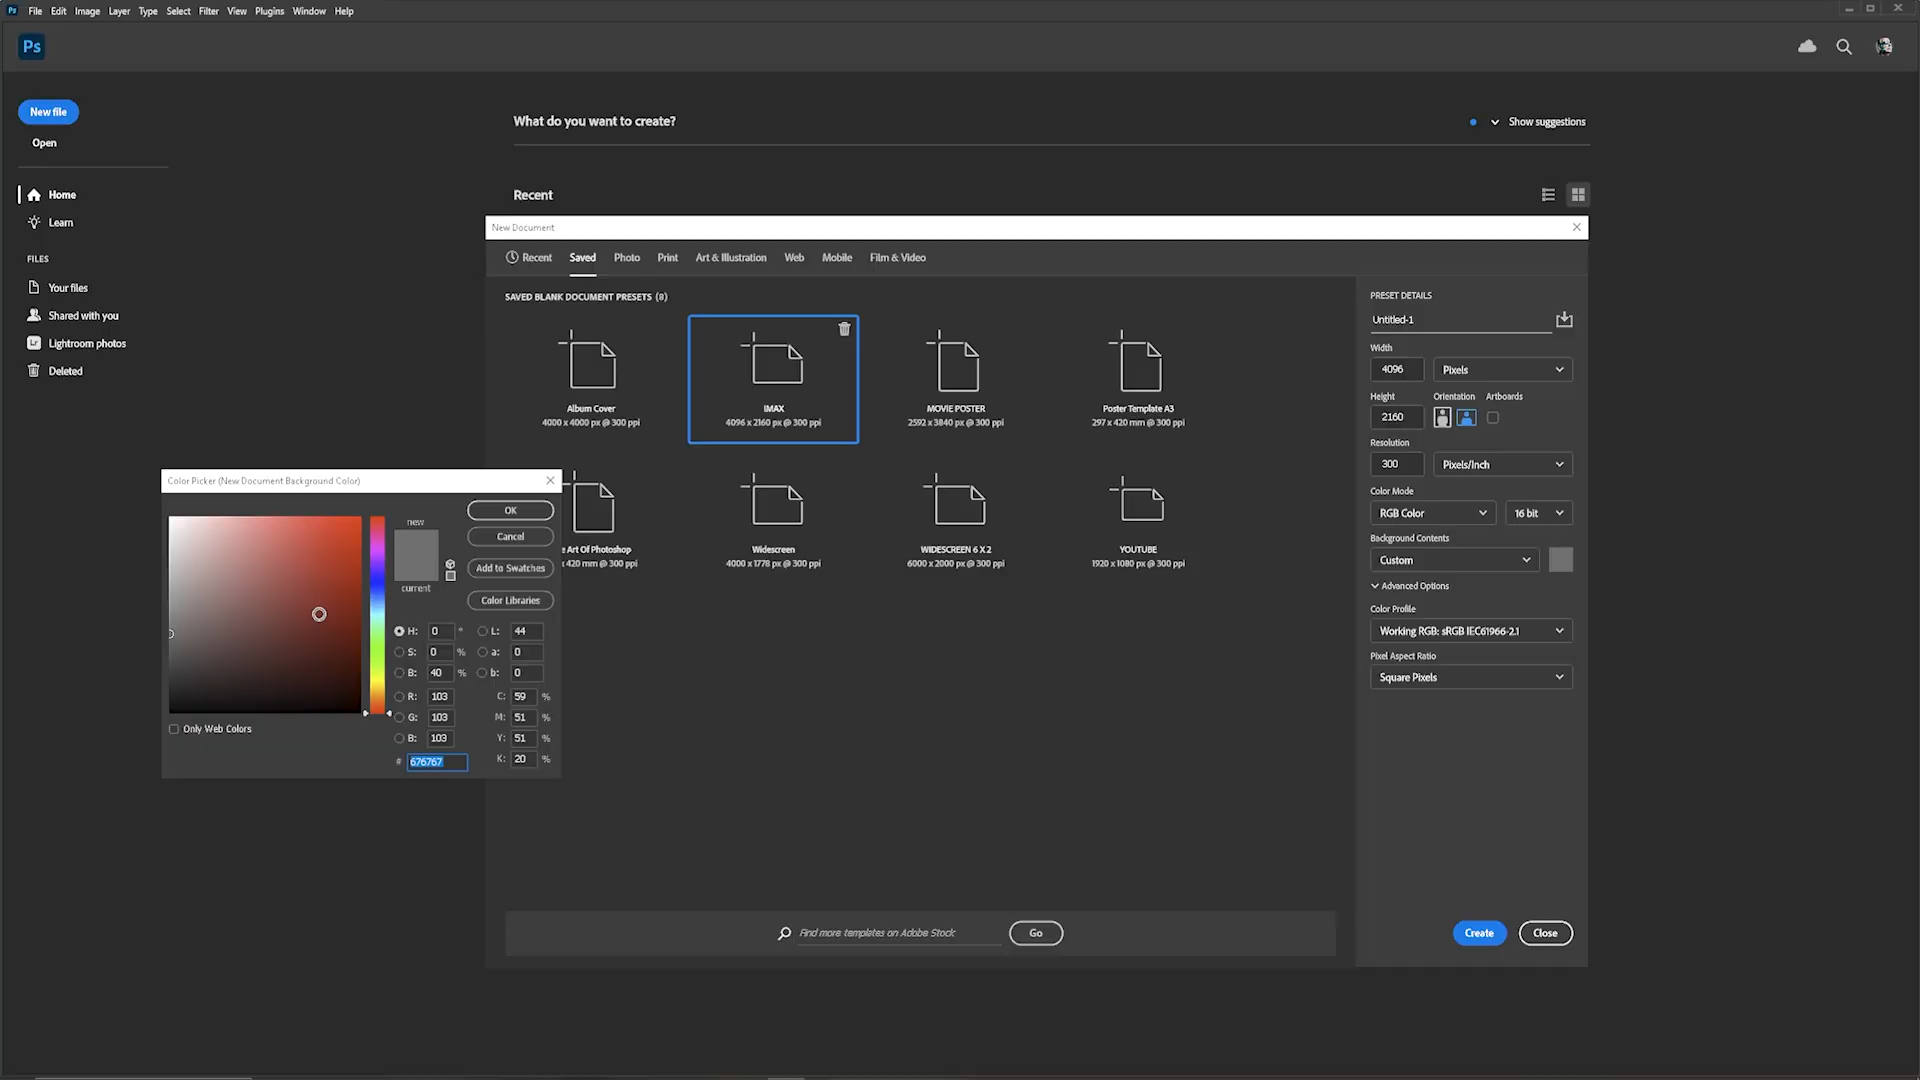 Ps File Edit Image Layer Type Select Filter View Plugins Window Help
Ps
New file
Open
Home
Learn
FILES
Your files
Shared with you
Lr Lightroom photos
Deleted
What do you want to create?
Show suggestions
Recent
New Document
Recent Saved Photo Print Art & Illustration Web Mobile Film & Video
SAVED BLANK DOCUMENT PRESETS (8)
Album Cover
4000 x 4000 px @ 300 ppi
IMAX
4096 x 2160 px @ 300 ppi
MOVIE POSTER
2592 x 3840 px @ 300 ppi
Poster Template A3
297 x 420 mm @ 300 ppi
e Art Of Photoshop
x 420 mm @ 300 ppi
Widescreen
4000 x 1778 px @ 300 ppi
WIDESCREEN 6 X 2
6000 x 2000 px @ 300 ppi
YOUTUBE
1920 x 1080 px @ 300 ppi
Find more templates on Adobe Stock
Go
PRESET DETAILS
Untitled-1
Width
4096 Pixels
Height Orientation Artboards
2160
Resolution
300 Pixels/Inch
Color Mode
RGB Color 16 bit
Background Contents
Custom
Advanced Options
Color Profile
Working RGB: sRGB IEC61966-2.1
Pixel Aspect Ratio
Square Pixels
Create Close
Color Picker (New Document Background Color)
new
current
OK
Cancel
Add to Swatches
Color Libraries
H: 0 ° L: 44
S: 0 % a: 0
B: 40 % b: 0
R: 103 C: 59 %
G: 103 M: 51 %
B: 103 Y: 51 %
# 676767 K: 20 %
Only Web Colors